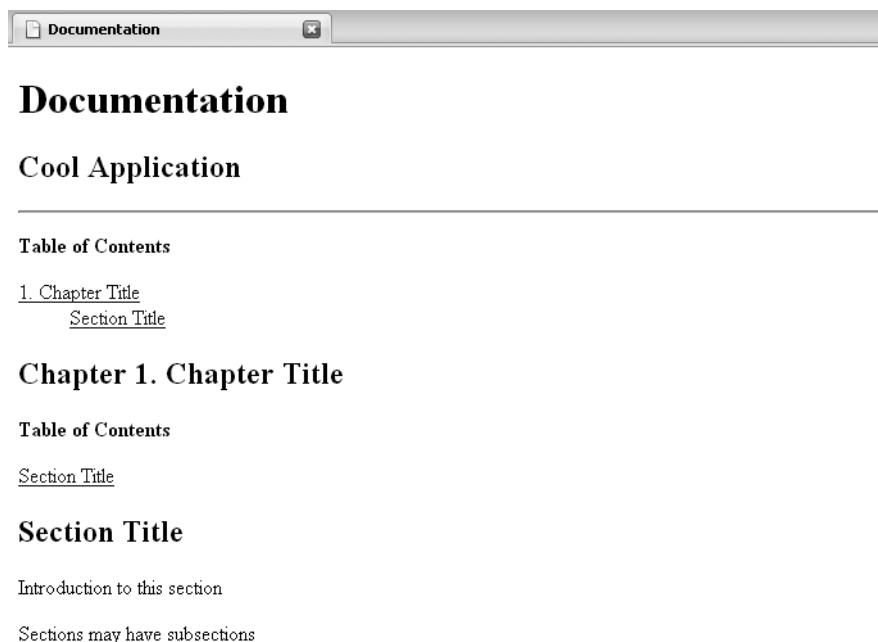 Documentation
Documentation
Cool Application
Table of Contents
1. Chapter Title
Section Title
Chapter 1. Chapter Title
Table of Contents
Section Title
Section Title
Introduction to this section
Sections may have subsections